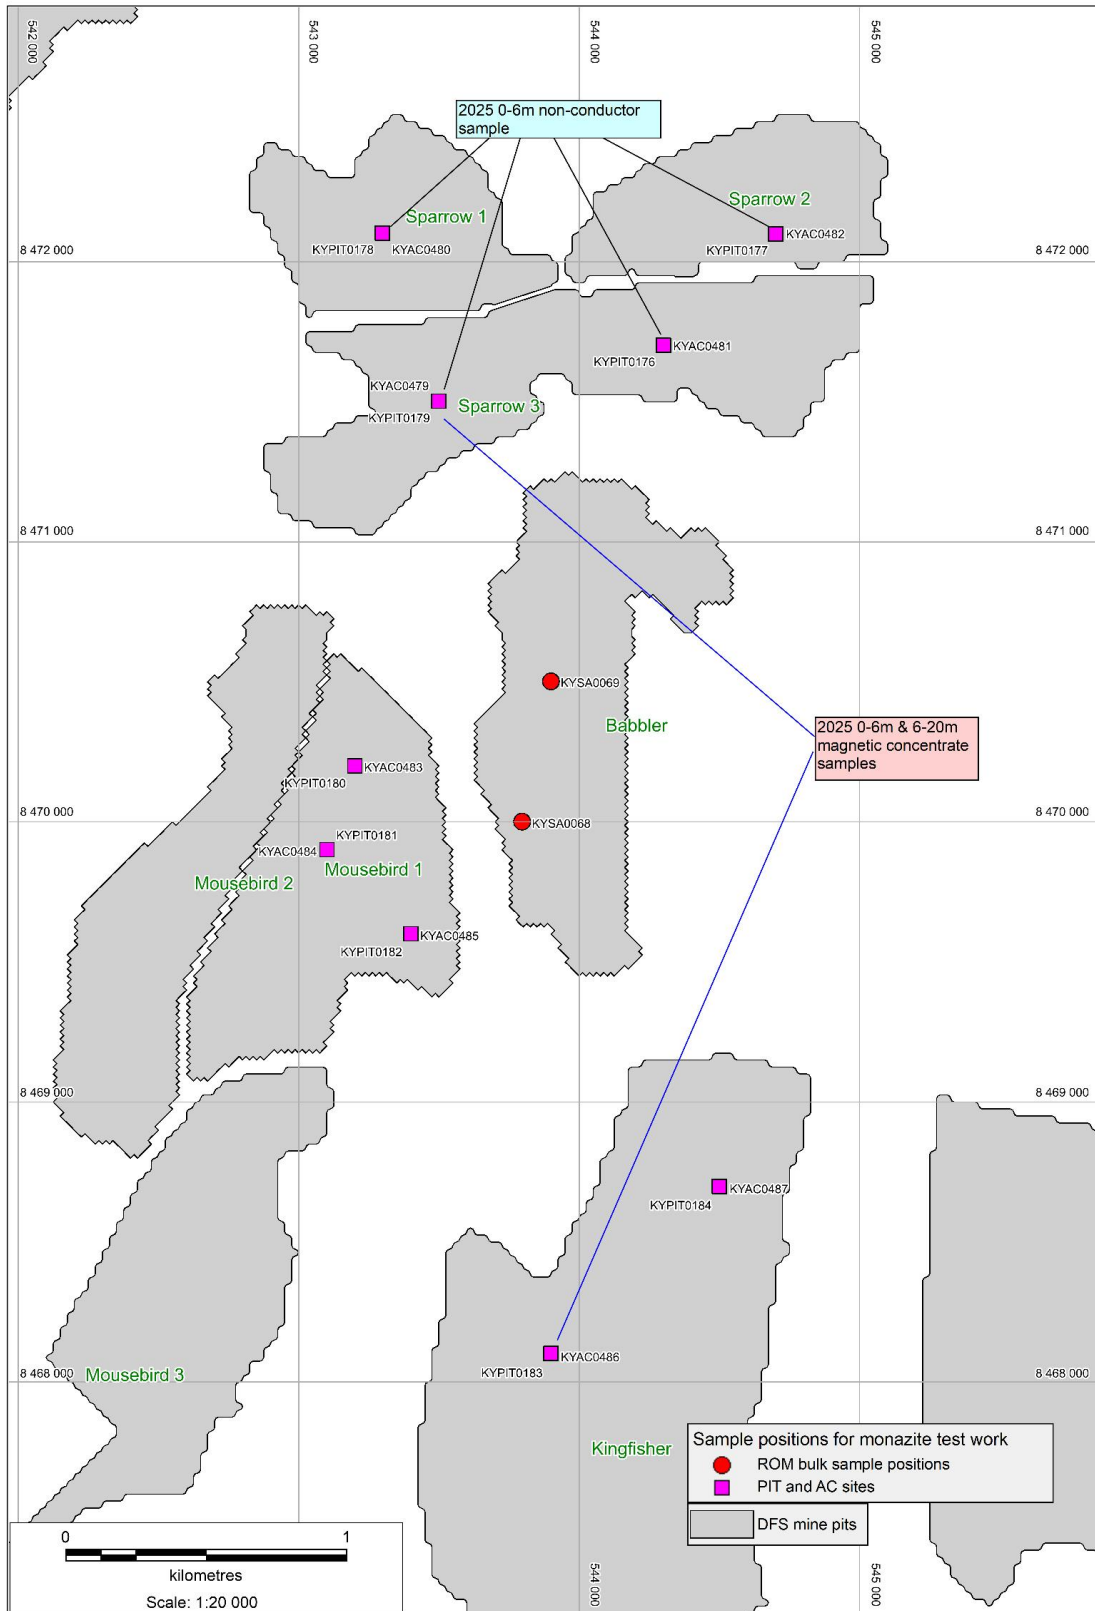 542 000
543 000
544 000
545 000
2025 0-6m non-conductor
sample
Sparrow 1
Sparrow 2
KYPIT0178
KYAC0480
KYPIT0177
KYAC0482
8 472 000
8 472 000
KYAC0481
KYPIT0176
KYAC0479
KYPIT0179
Sparrow 3
8 471 000
8 471 000
KYSA0069
Babbler
2025 0-6m & 6-20m
magnetic concentrate
samples
KYAC0483
KYPIT0180
8 470 000
8 470 000
KYSA0068
KYPIT0181
KYAC0484
Mousebird 1
Mousebird 2
KYAC0485
KYPIT0182
8 469 000
8 469 000
KYAC0487
KYPIT0184
KYAC0486
KYPIT0183
8 468 000
8 468 000
Mousebird 3
Kingfisher
Sample positions for monazite test work
ROM bulk sample positions
PIT and AC sites
DFS mine pits
0
1
kilometres
Scale: 1:20 000
544 000
545 000